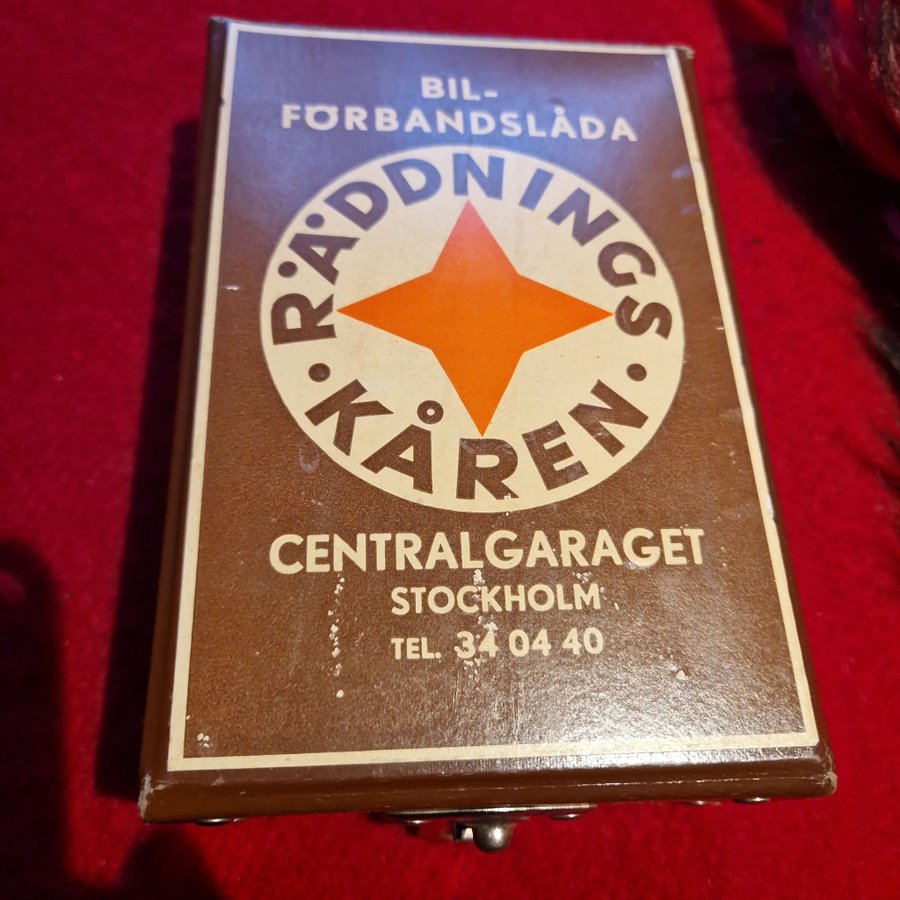 BIL-
FÖRBANDSLÅDA
RÄDDNINGS
· KÅREN ·
CENTRALGARAGET
STOCKHOLM
TEL. 34 04 40